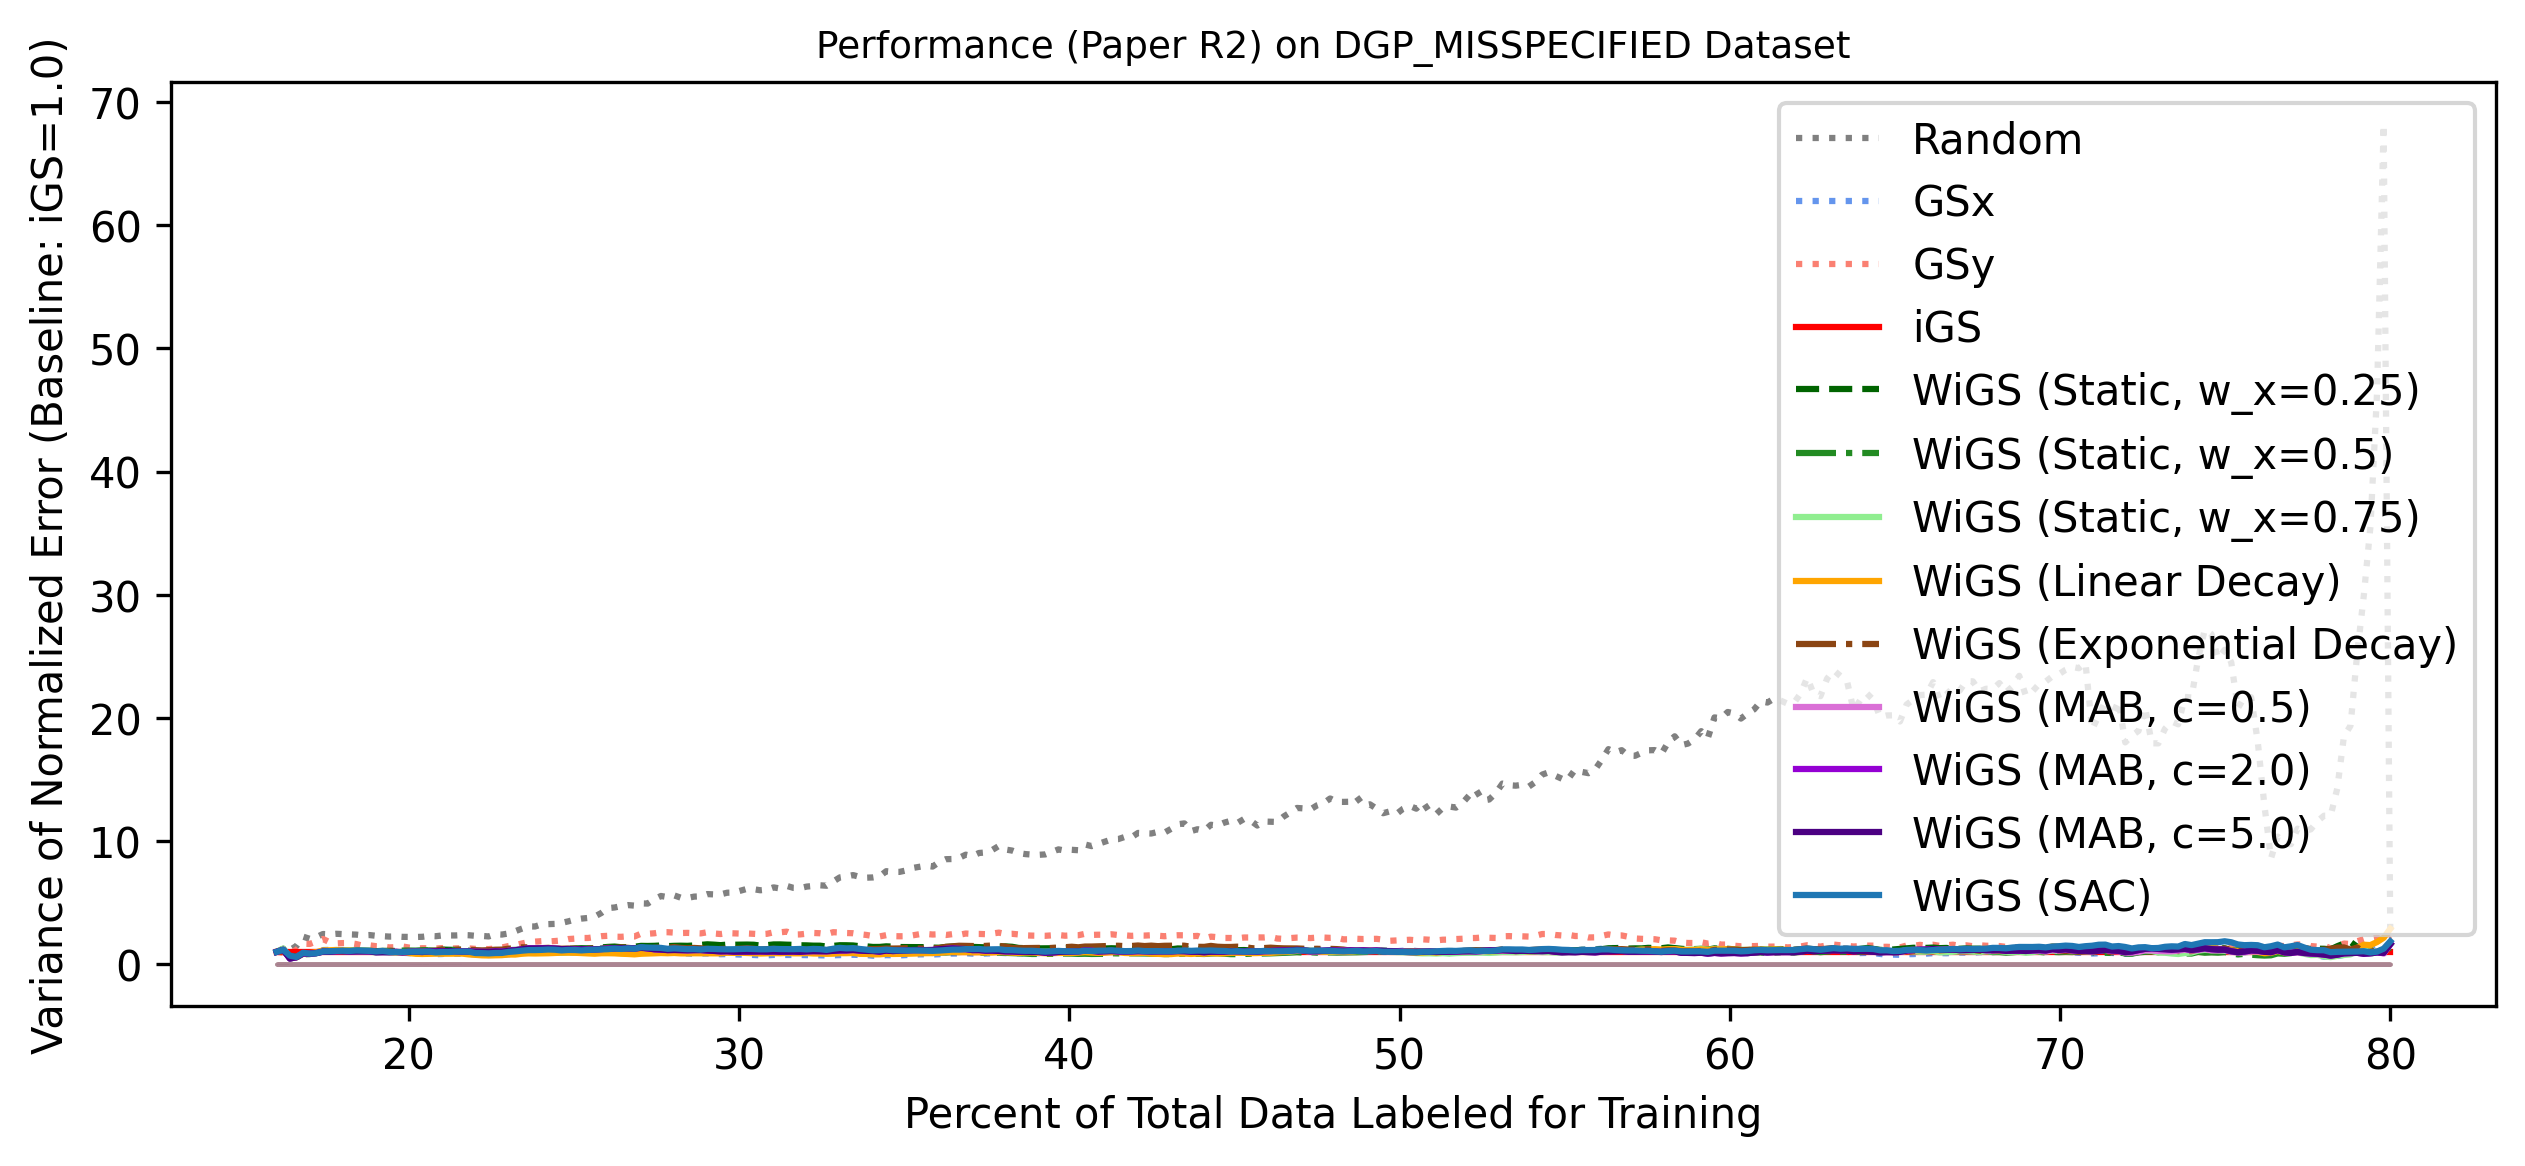 Performance (Paper R2) on DGP_MISSPECIFIED Dataset
Variance of Normalized Error (Baseline: iGS=1.0)
70
60
50
40
30
20
10
0
Random
GSx
GSy
iGS
WiGS (Static, w_x=0.25)
WiGS (Static, w_x=0.5)
WiGS (Static, w_x=0.75)
WiGS (Linear Decay)
WiGS (Exponential Decay)
WiGS (MAB, c=0.5)
WiGS (MAB, c=2.0)
WiGS (MAB, c=5.0)
WiGS (SAC)
20 30 40 50 60 70 80
Percent of Total Data Labeled for Training